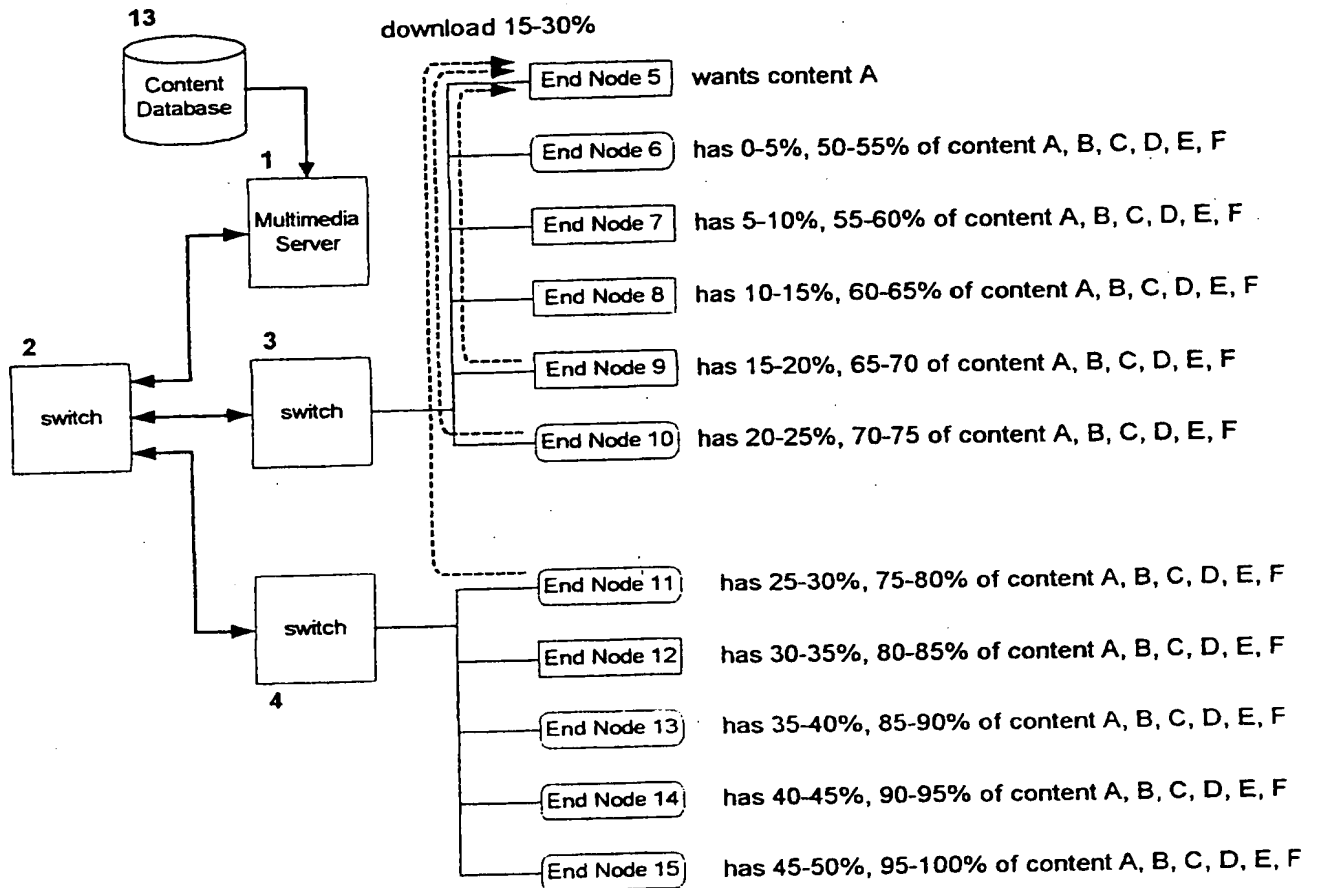 13
download 15-30%
Content
Database
End Node 5 wants content A
End Node 6 has 0-5%, 50-55% of content A, B, C, D, E, F
1
Multimedia
Server
End Node 7 has 5-10%, 55-60% of content A, B, C, D, E, F
End Node 8 has 10-15%, 60-65% of content A, B, C, D, E, F
2
switch
3
switch
End Node 9 has 15-20%, 65-70 of content A, B, C, D, E, F
End Node 10 has 20-25%, 70-75 of content A, B, C, D, E, F
End Node 11 has 25-30%, 75-80% of content A, B, C, D, E, F
switch
4
End Node 12 has 30-35%, 80-85% of content A, B, C, D, E, F
End Node 13 has 35-40%, 85-90% of content A, B, C, D, E, F
End Node 14 has 40-45%, 90-95% of content A, B, C, D, E, F
End Node 15 has 45-50%, 95-100% of content A, B, C, D, E, F